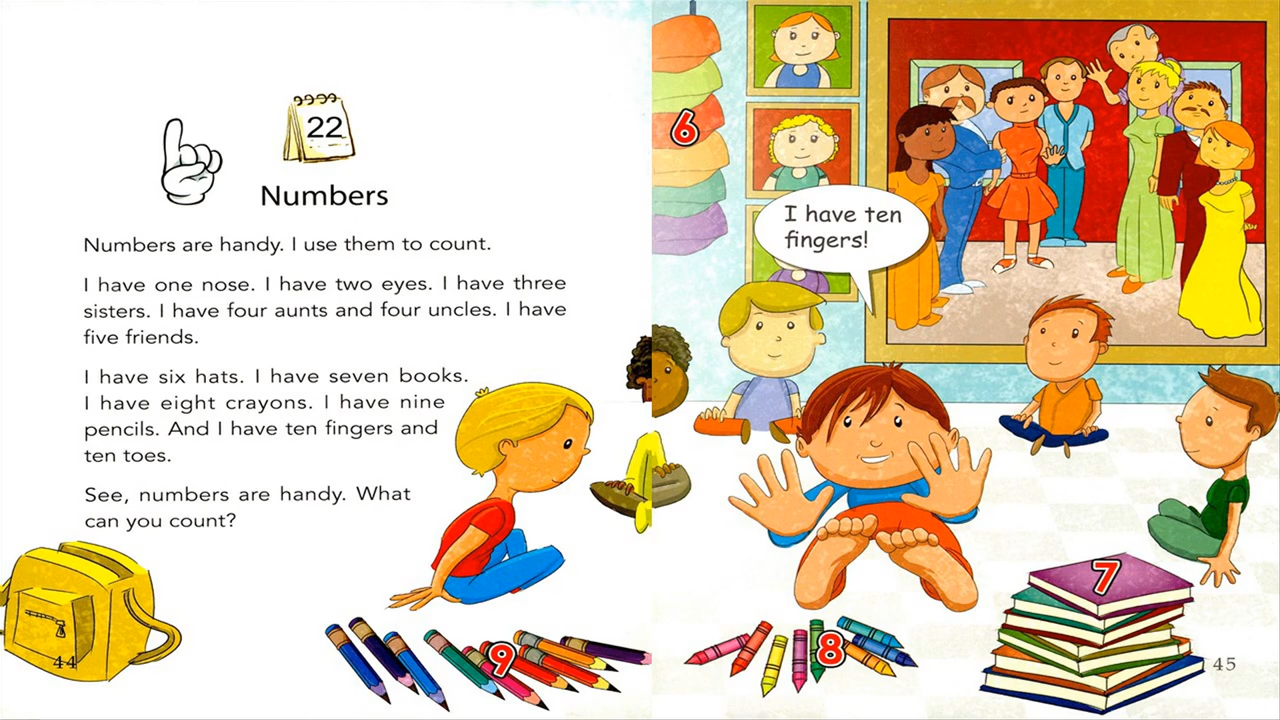 22
Numbers
Numbers are handy. I use them to count.
I have one nose. I have two eyes. I have three
sisters. I have four aunts and four uncles. I have
five friends.
I have six hats. I have seven books.
I have eight crayons. I have nine
pencils. And I have ten fingers and
ten toes.
See, numbers are handy. What
can you count?
44
9
6
I have ten
fingers!
7
8
45